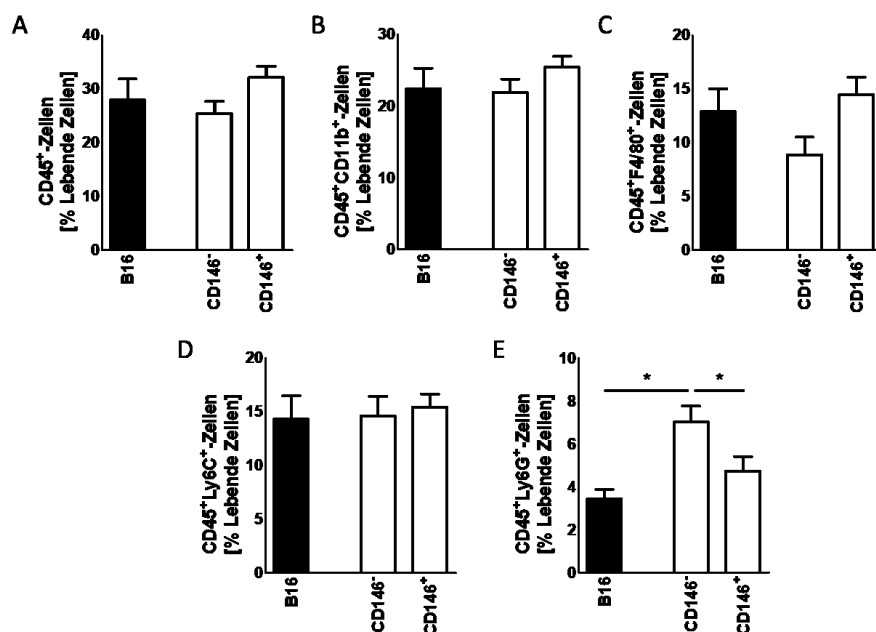 A
CD45⁺-Zellen
[% Lebende Zellen]
40
30
20
10
0
B16
CD146⁻
CD146⁺
B
CD45⁺CD11b⁺-Zellen
[% Lebende Zellen]
30
20
10
0
B16
CD146⁻
CD146⁺
C
CD45⁺F4/80⁺-Zellen
[% Lebende Zellen]
20
15
10
5
0
B16
CD146⁻
CD146⁺
D
CD45⁺Ly6C⁺-Zellen
[% Lebende Zellen]
20
15
10
5
0
B16
CD146⁻
CD146⁺
E
CD45⁺Ly6G⁺-Zellen
[% Lebende Zellen]
8
6
4
2
0
* *
B16
CD146⁻
CD146⁺